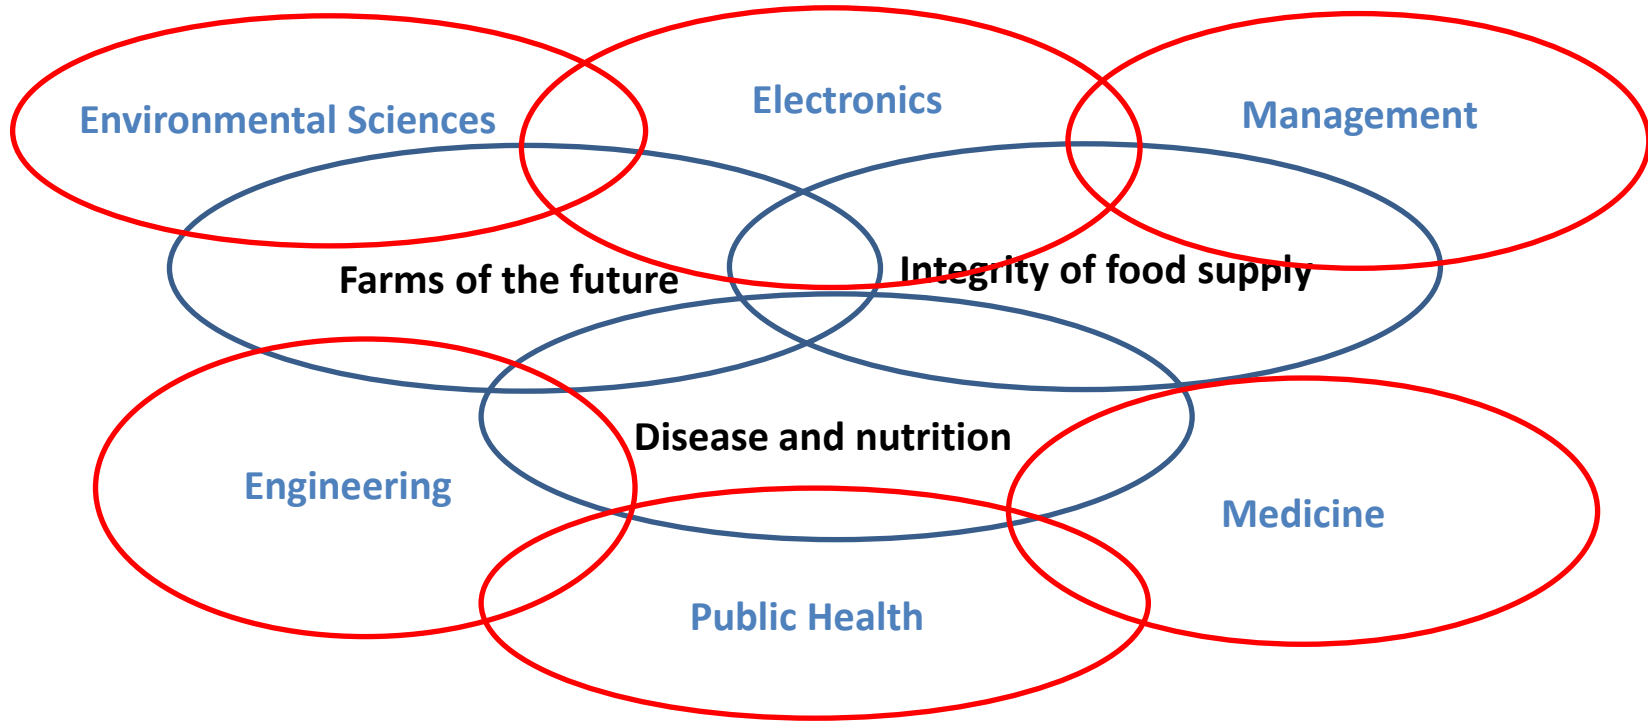 Environmental Sciences
Electronics
Management
Farms of the future
Integrity of food supply
Disease and nutrition
Engineering
Medicine
Public Health